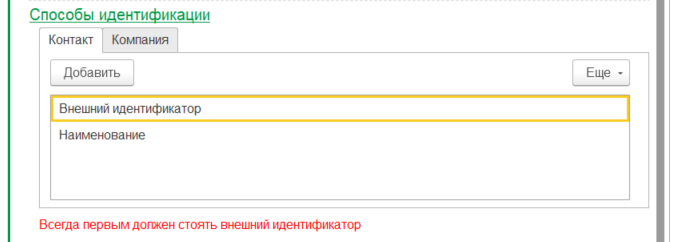 Способы идентификации
Контакт Компания
Добавить Еще
Внешний идентификатор
Наименование
Всегда первым должен стоять внешний идентификатор